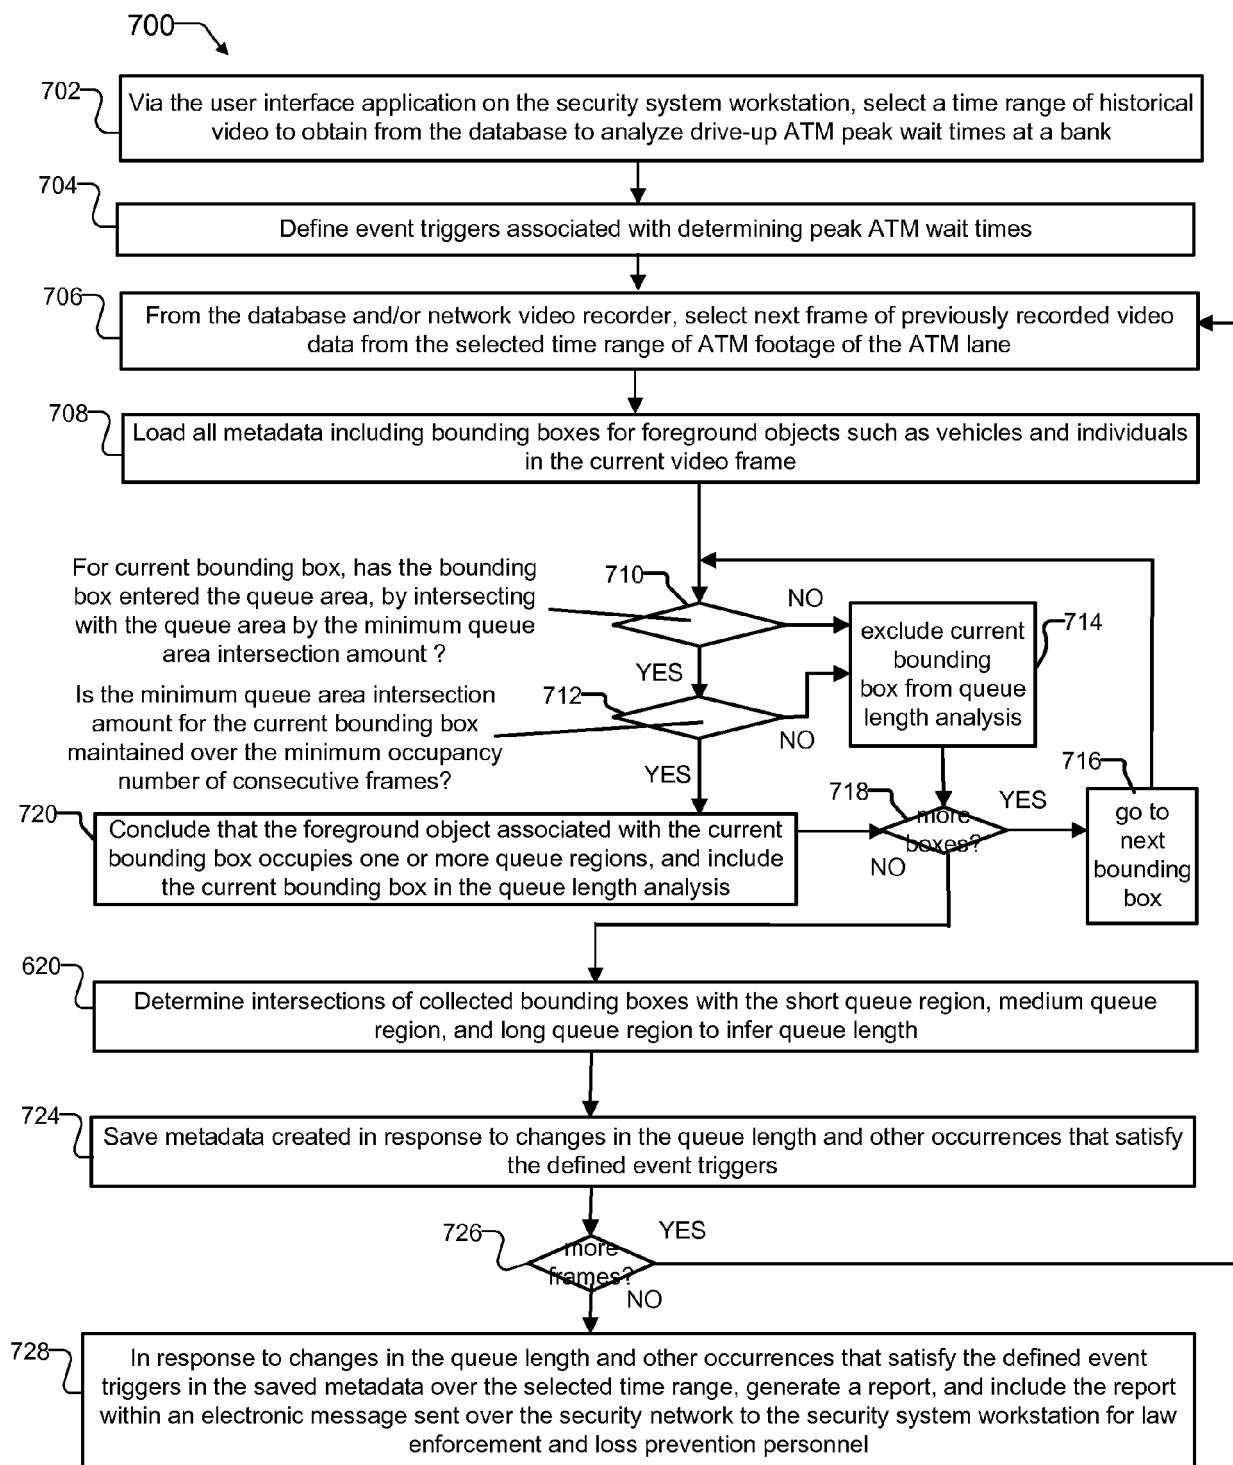 700
702
Via the user interface application on the security system workstation, select a time range of historical
video to obtain from the database to analyze drive-up ATM peak wait times at a bank
704
Define event triggers associated with determining peak ATM wait times
706
From the database and/or network video recorder, select next frame of previously recorded video
data from the selected time range of ATM footage of the ATM lane
708
Load all metadata including bounding boxes for foreground objects such as vehicles and individuals
in the current video frame
For current bounding box, has the bounding
box entered the queue area, by intersecting
with the queue area by the minimum queue
area intersection amount ?
710
NO
YES
exclude current
bounding
box from queue
length analysis
714
Is the minimum queue area intersection
amount for the current bounding box
maintained over the minimum occupancy
number of consecutive frames?
712
NO
YES
716
go to
next
bounding
box
718
more
boxes?
YES
NO
720
Conclude that the foreground object associated with the current
bounding box occupies one or more queue regions, and include
the current bounding box in the queue length analysis
620
Determine intersections of collected bounding boxes with the short queue region, medium queue
region, and long queue region to infer queue length
724
Save metadata created in response to changes in the queue length and other occurrences that satisfy
the defined event triggers
726
more
frames?
YES
NO
728
In response to changes in the queue length and other occurrences that satisfy the defined event
triggers in the saved metadata over the selected time range, generate a report, and include the report
within an electronic message sent over the security network to the security system workstation for law
enforcement and loss prevention personnel